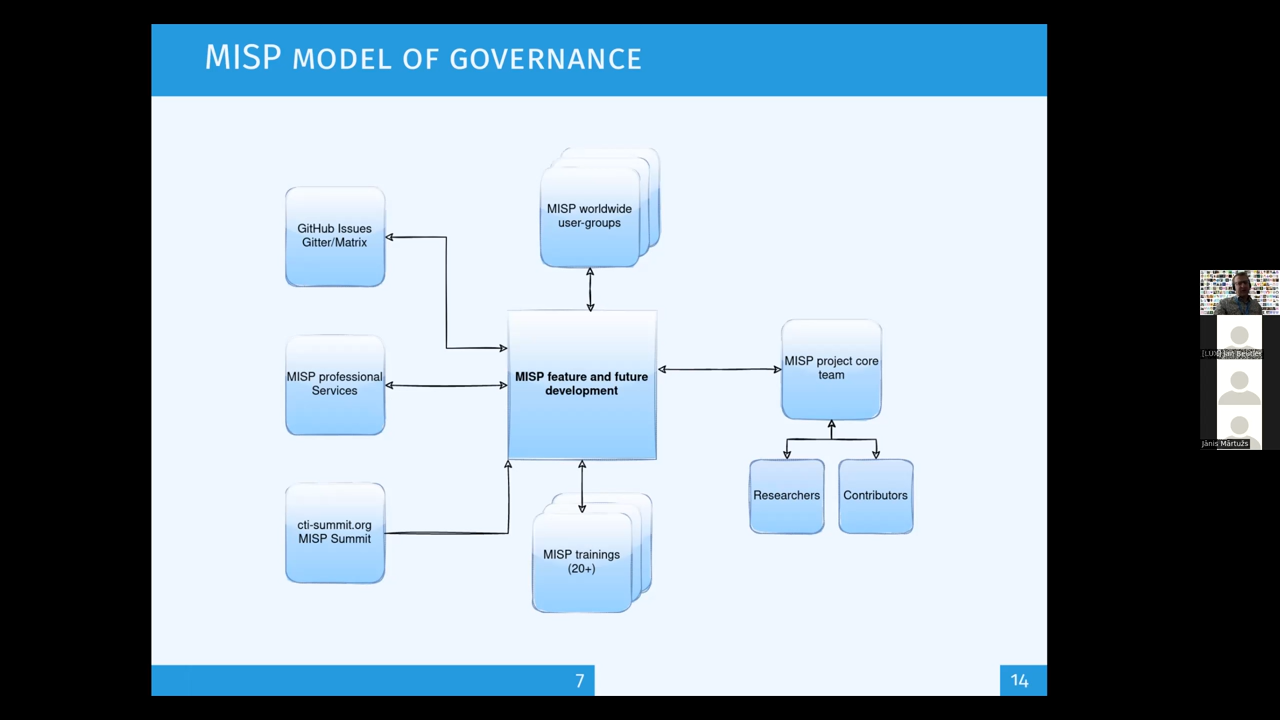 MISP MODEL OF GOVERNANCE
MISP worldwide
user-groups
GitHub Issues
Gitter/Matrix
MISP professional
Services
MISP feature and future
development
MISP project core
team
cti-summit.org
MISP Summit
MISP trainings
(20+)
Researchers
Contributors
7
14
Jānis Mārtužs